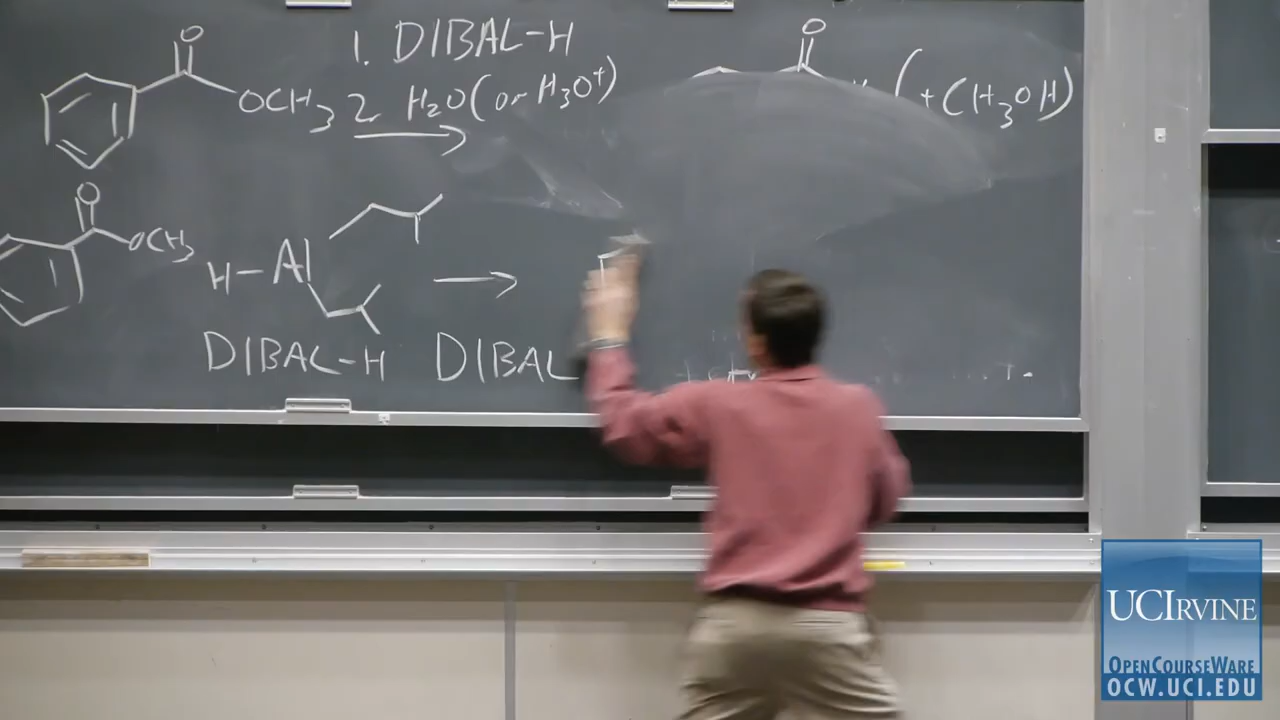 O O
1. DIBAL-H
OCH3 2 H2O (or H3O+) (+CH3OH)
O
OCH3
H-Al
DIBAL-H DIBAL
UCIRVINE
OPENCOURSEWARE
OCW.UCI.EDU